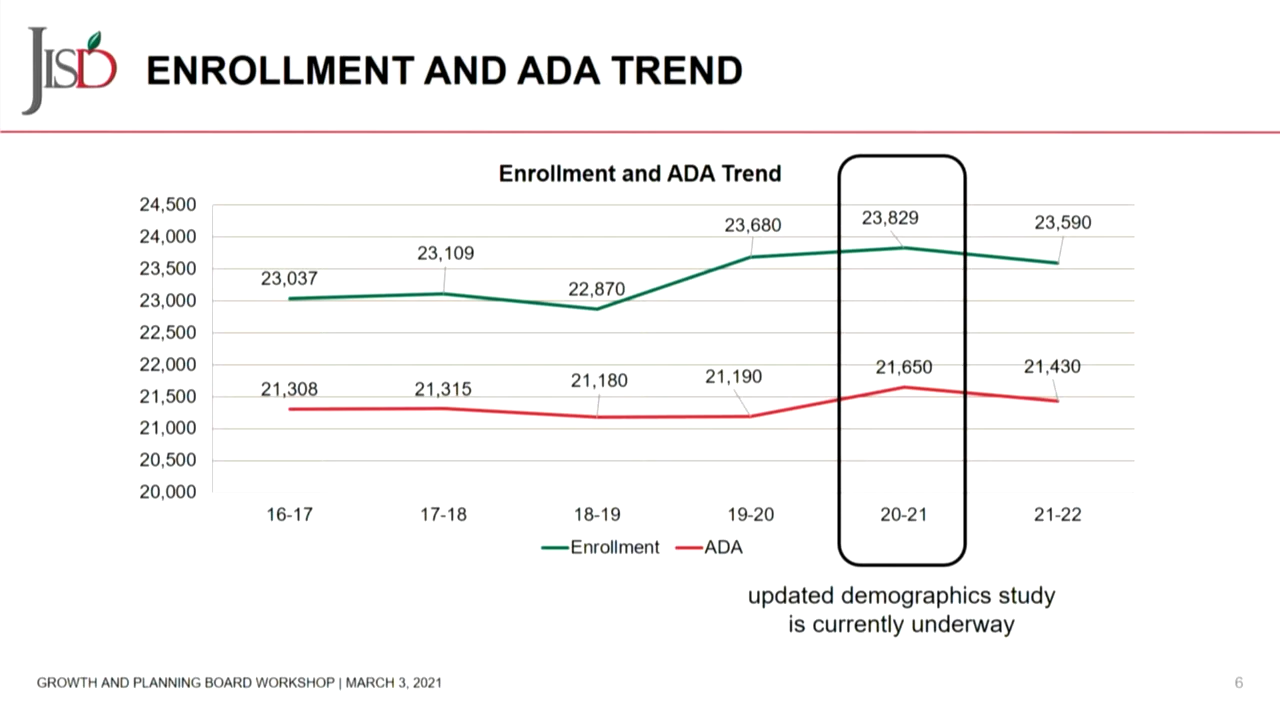 JISD
ENROLLMENT AND ADA TREND
Enrollment and ADA Trend
24,500
24,000
23,500
23,000
22,500
22,000
21,500
21,000
20,500
20,000
23,037
23,109
22,870
23,680
23,829
23,590
21,308
21,315
21,180
21,190
21,650
21,430
16-17 17-18 18-19 19-20 20-21 21-22
Enrollment ADA
updated demographics study
is currently underway
GROWTH AND PLANNING BOARD WORKSHOP | MARCH 3, 2021 6